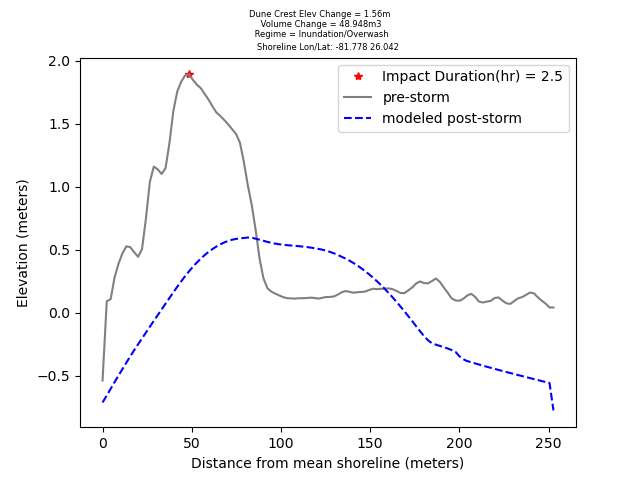 Dune Crest Elev Change = 1.56m
Volume Change = 48.948m3
Regime = Inundation/Overwash
Shoreline Lon/Lat: -81.778 26.042
Impact Duration(hr) = 2.5
pre-storm
modeled post-storm
2.0
1.5
1.0
0.5
0.0
−0.5
Elevation (meters)
0 50 100 150 200 250
Distance from mean shoreline (meters)